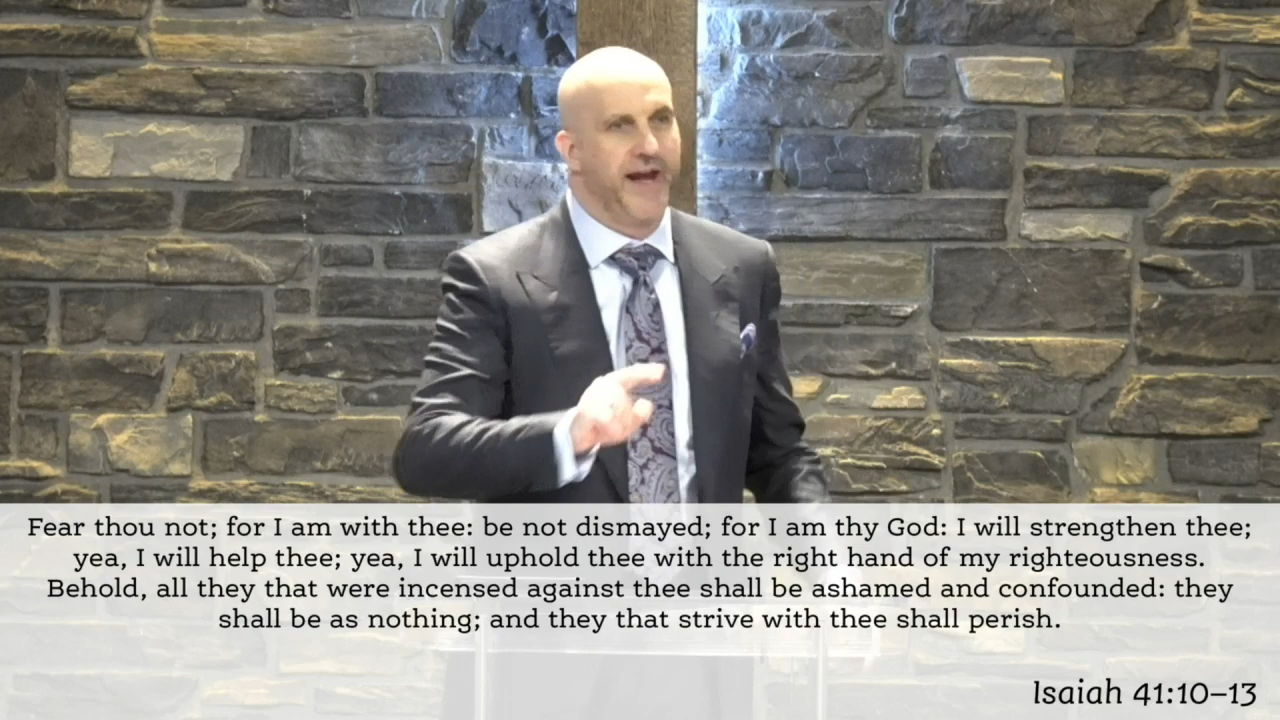 Fear thou not; for I am with thee: be not dismayed; for I am thy God: I will strengthen thee;
yea, I will help thee; yea, I will uphold thee with the right hand of my righteousness.
Behold, all they that were incensed against thee shall be ashamed and confounded: they
shall be as nothing; and they that strive with thee shall perish.
Isaiah 41:10–13